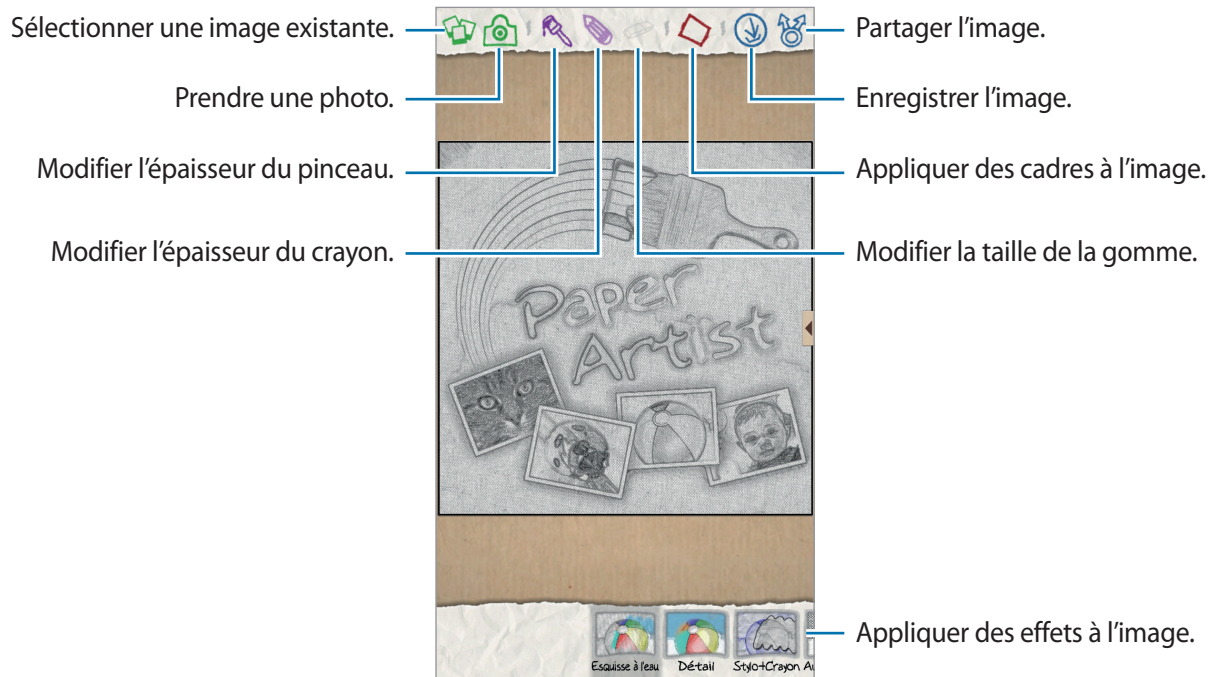 Sélectionner une image existante.
Partager l’image.
Prendre une photo.
Enregistrer l’image.
Modifier l’épaisseur du pinceau.
Appliquer des cadres à l’image.
Modifier l’épaisseur du crayon.
Modifier la taille de la gomme.
Paper
Artist
Appliquer des effets à l’image.
Esquisse à l'eau Détail Stylo+Crayon